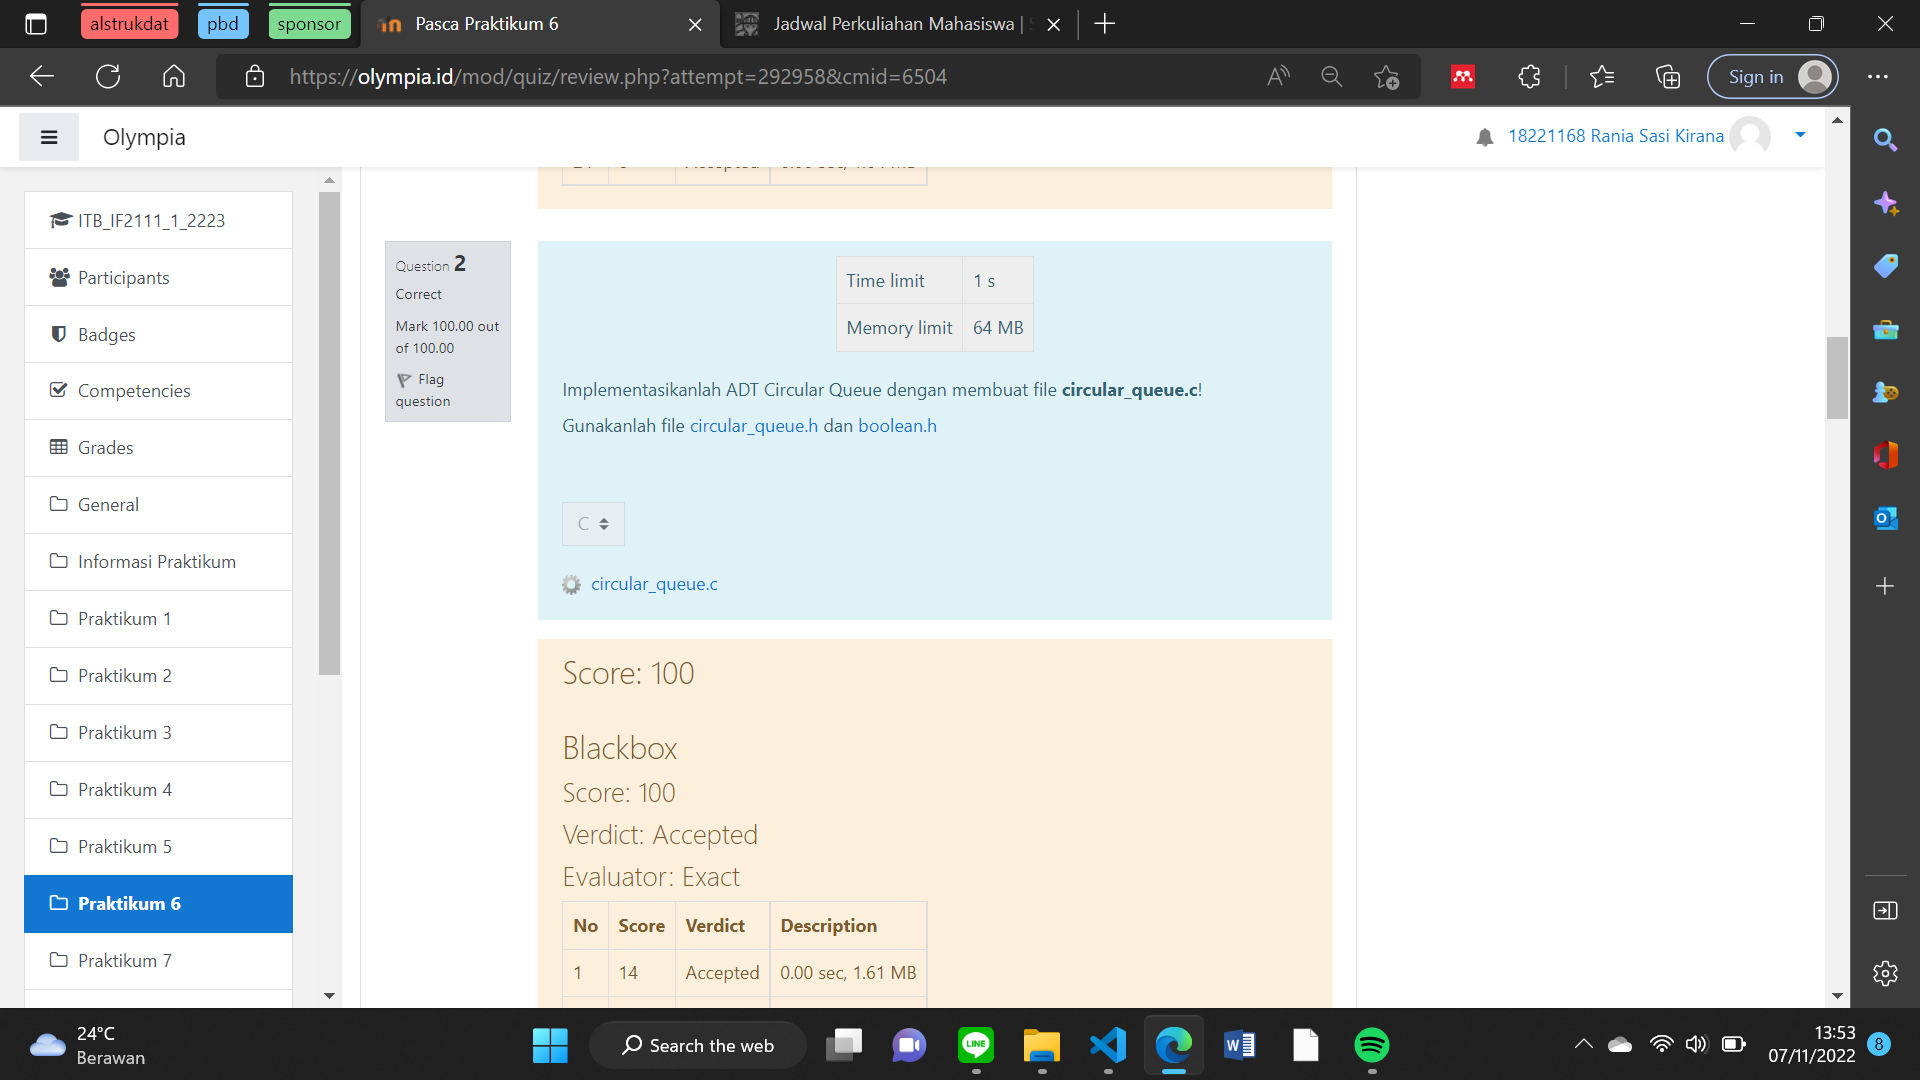 alstrukdat
pbd
sponsor
Pasca Praktikum 6
Jadwal Perkuliahan Mahasiswa |
https://olympia.id/mod/quiz/review.php?attempt=292958&cmid=6504
Sign in
Olympia
18221168 Rania Sasi Kirana
ITB_IF2111_1_2223
Participants
Badges
Competencies
Grades
General
Informasi Praktikum
Praktikum 1
Praktikum 2
Praktikum 3
Praktikum 4
Praktikum 5
Praktikum 6
Praktikum 7
Question 2
Correct
Mark 100.00 out
of 100.00
Flag
question
Time limit 1 s
Memory limit 64 MB
Implementasikanlah ADT Circular Queue dengan membuat file circular_queue.c!
Gunakanlah file circular_queue.h dan boolean.h
C
circular_queue.c
Score: 100
Blackbox
Score: 100
Verdict: Accepted
Evaluator: Exact
No Score Verdict Description
1 14 Accepted 0.00 sec, 1.61 MB
24°C
Berawan
Search the web
LINE
13:53
07/11/2022
8